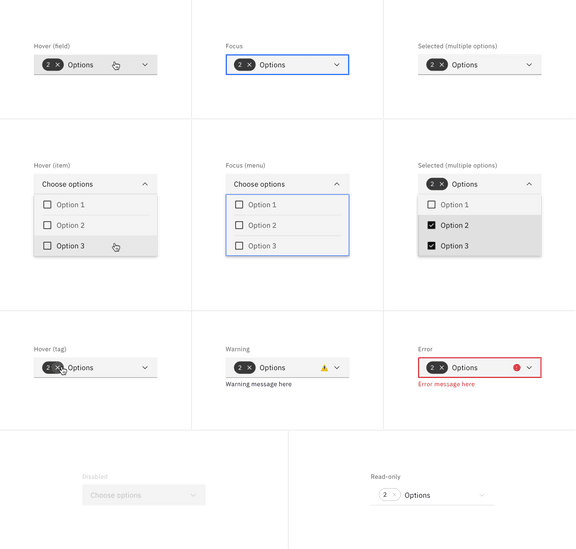 Hover (field)
2 × Options
Focus
2 × Options
Selected (multiple options)
2 × Options
Hover (item)
Choose options
Option 1
Option 2
Option 3
Focus (menu)
Choose options
Option 1
Option 2
Option 3
Selected (multiple options)
2 × Options
Option 1
Option 2
Option 3
Hover (tag)
2 × Options
Warning
2 × Options
Warning message here
Error
2 × Options
Error message here
Disabled
Choose options
Read-only
2 × Options